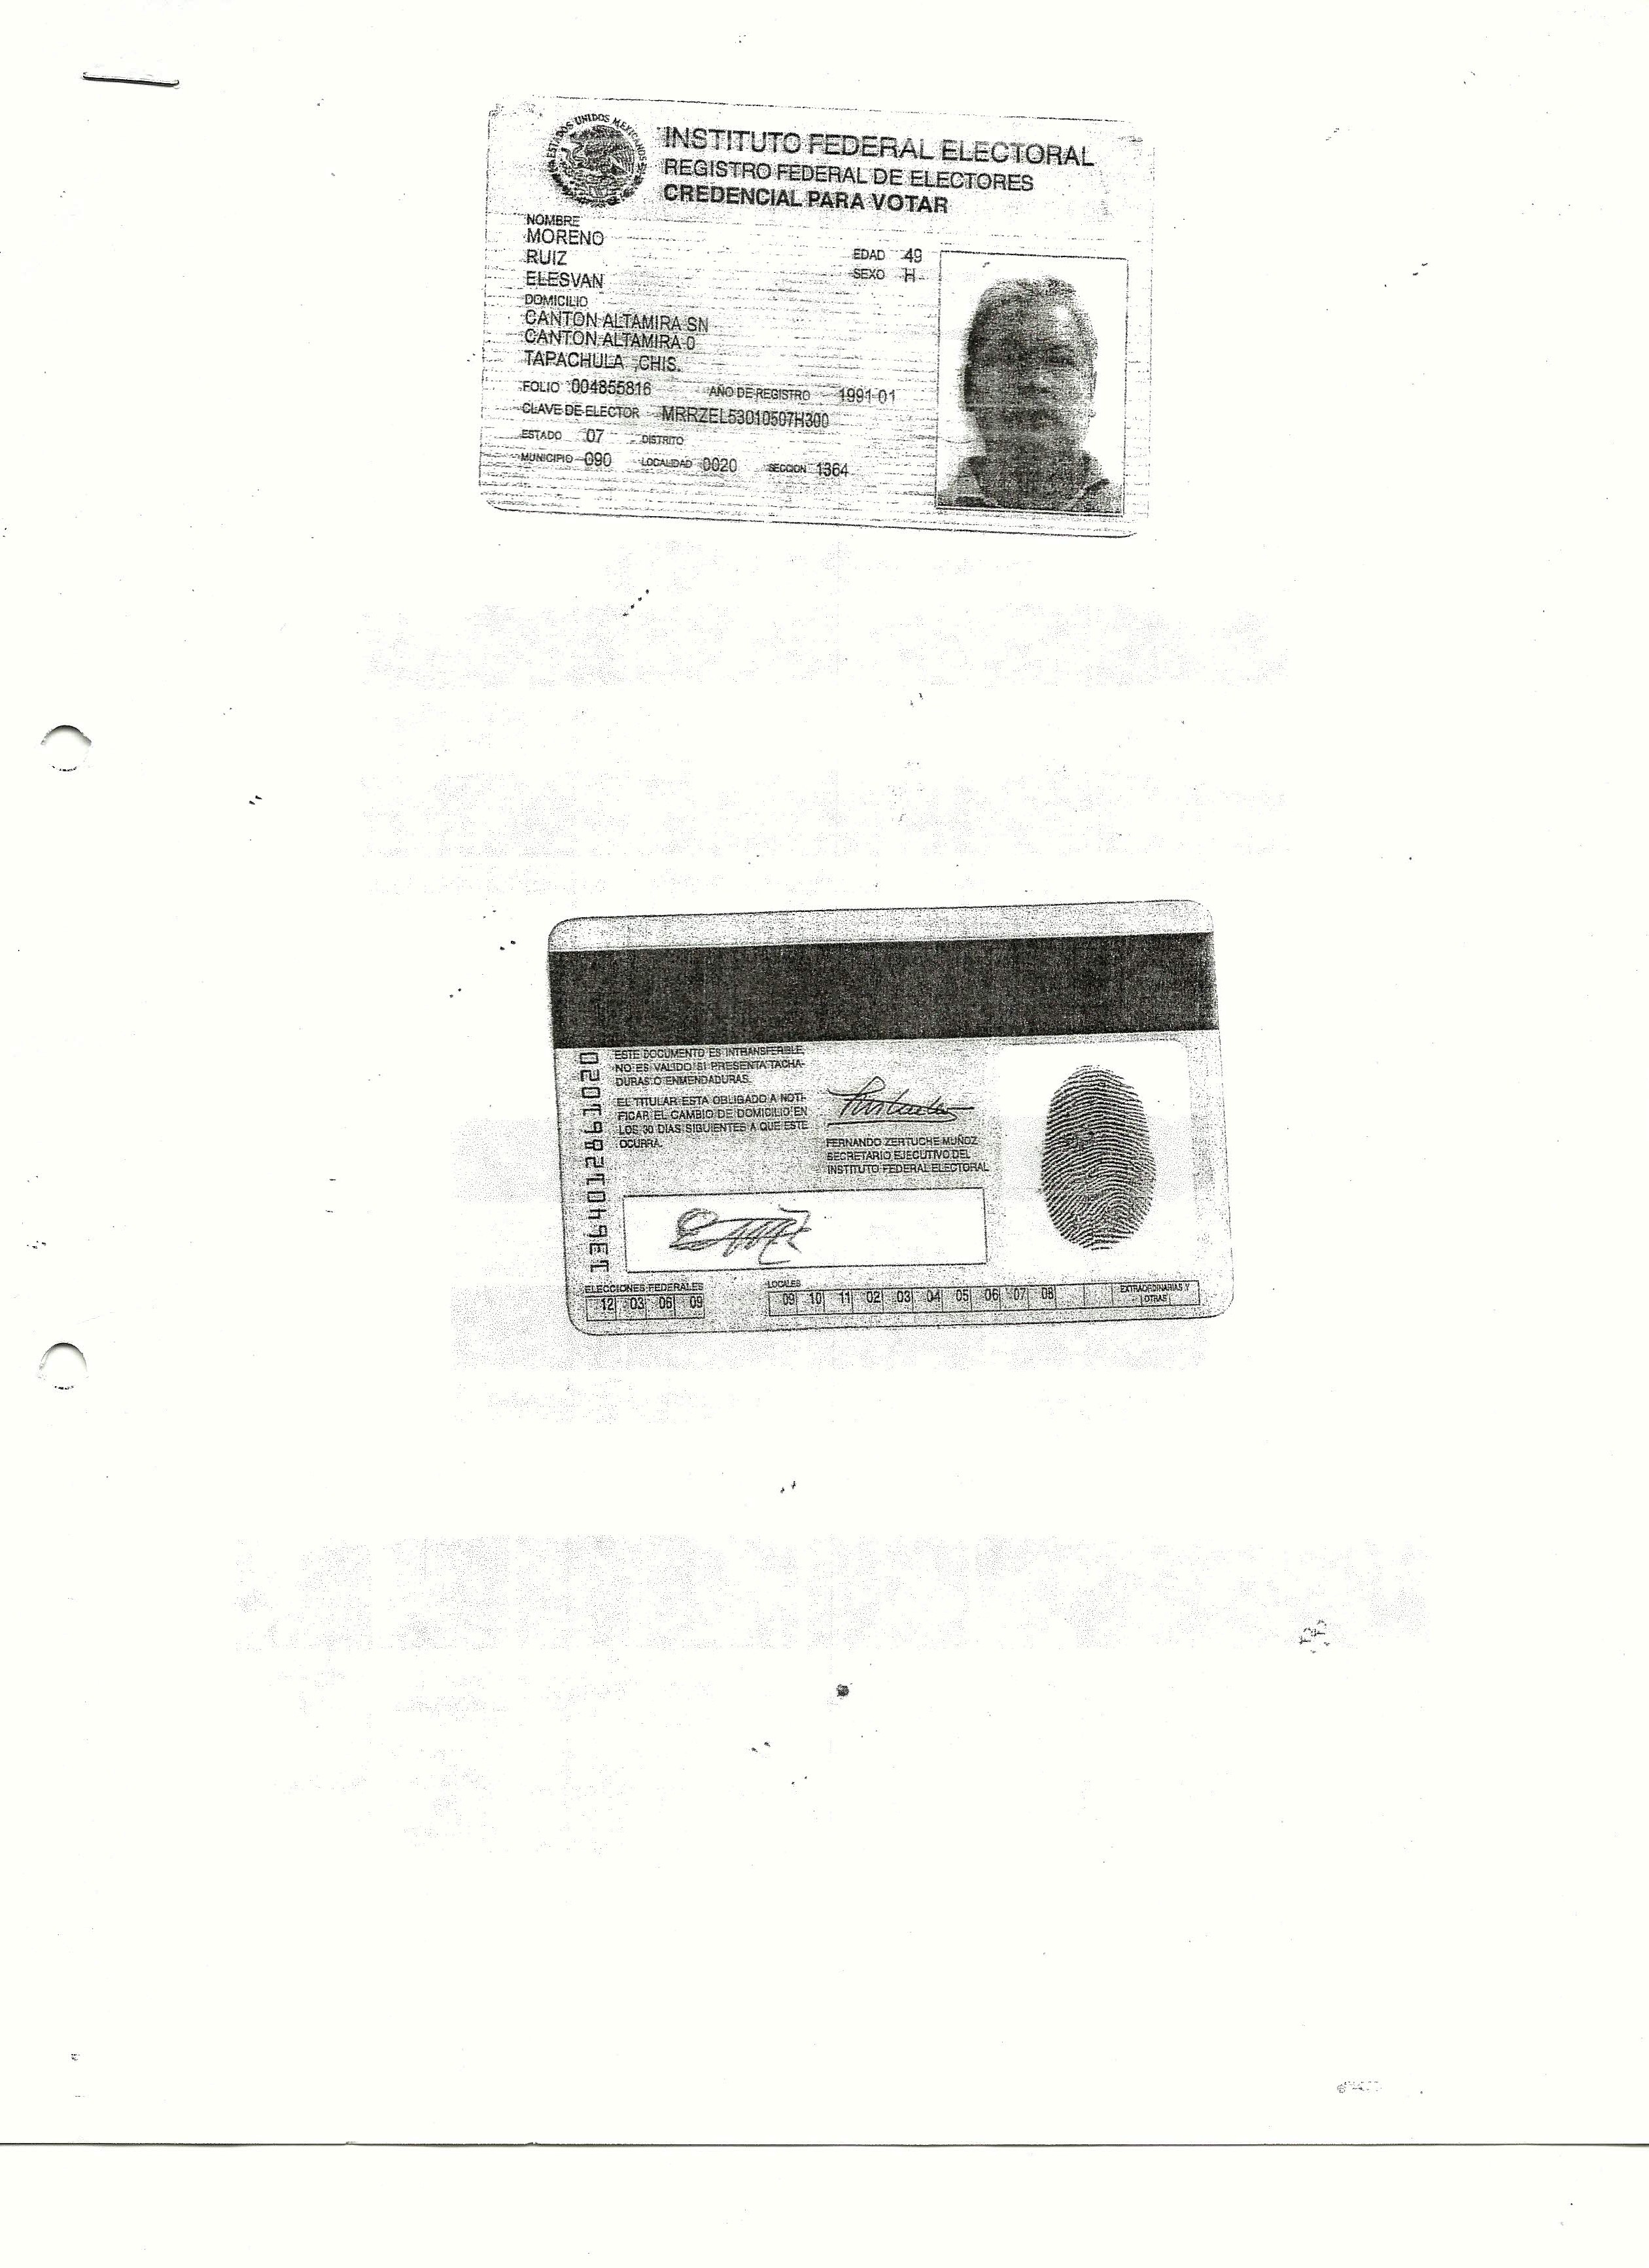 ESTADOS UNIDOS MEXICANOS
INSTITUTO FEDERAL ELECTORAL
REGISTRO FEDERAL DE ELECTORES
CREDENCIAL PARA VOTAR
NOMBRE
MORENO
RUIZ
ELESVAN
EDAD 49
SEXO H
DOMICILIO
CANTON ALTAMIRA SN
CANTON ALTAMIRA 0
TAPACHULA ,CHIS.
FOLIO 004855816 AÑO DE REGISTRO 1991 01
CLAVE DE ELECTOR MRRZEL53010507H300
ESTADO 07 DISTRITO
MUNICIPIO 090 LOCALIDAD 0020 SECCION 1364
ESTE DOCUMENTO ES INTRANSFERIBLE,
NO ES VALIDO SI PRESENTA TACHA-
DURAS O ENMENDADURAS.
EL TITULAR ESTA OBLIGADO A NOTI-
FICAR EL CAMBIO DE DOMICILIO EN
LOS 30 DIAS SIGUIENTES A QUE ESTE
OCURRA.
FERNANDO ZERTUCHE MUÑOZ
SECRETARIO EJECUTIVO DEL
INSTITUTO FEDERAL ELECTORAL
1364012861020
ELECCIONES FEDERALES
12 03 06 09
LOCALES
09 10 11 02 03 04 05 06 07 08
EXTRAORDINARIAS Y
OTRAS